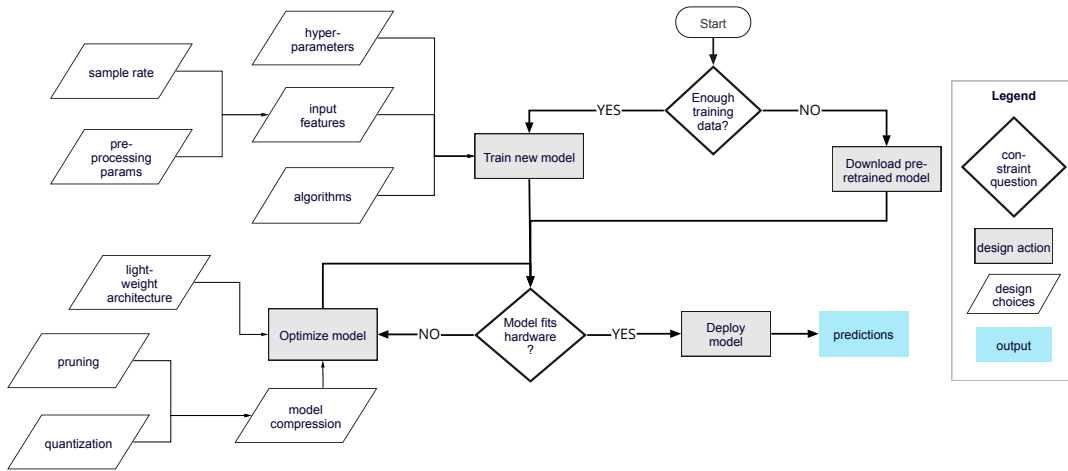 Start
hyper-
parameters
sample rate
Enough
training
data?
YES
NO
Legend
input
features
pre-
processing
params
Train new model
Download pre-
retrained model
con-
straint
question
algorithms
design action
light-
weight
architecture
design
choices
Optimize model
NO
Model fits
hardware
?
YES
Deploy
model
predictions
output
pruning
model
compression
quantization